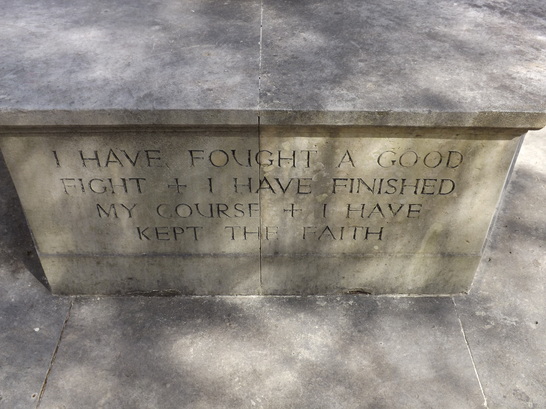 I HAVE FOUGHT A GOOD
FIGHT + I HAVE FINISHED
MY COURSE + I HAVE
KEPT THE FAITH